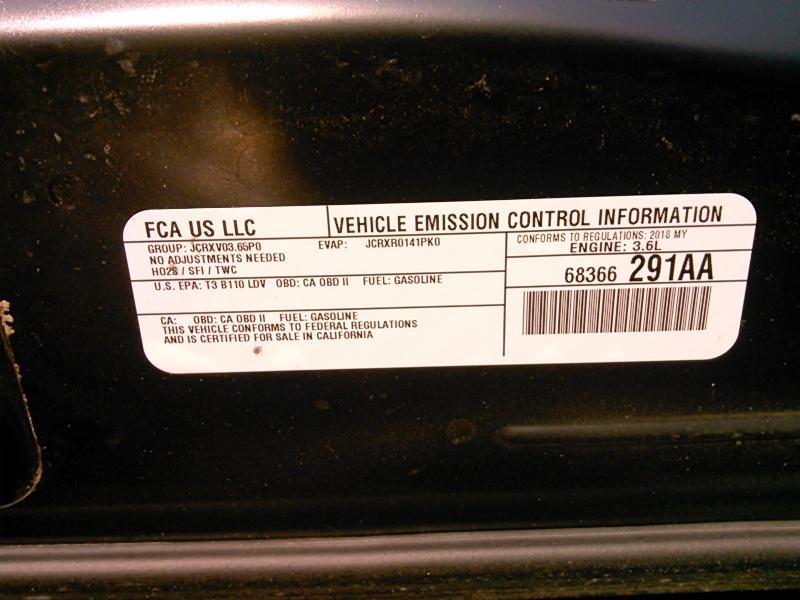 FCA US LLC
VEHICLE EMISSION CONTROL INFORMATION
GROUP: JCRXV03.65P0 EVAP: JCRXR0141PK0
NO ADJUSTMENTS NEEDED
HO2S / SFI / TWC
CONFORMS TO REGULATIONS: 2018 MY
ENGINE: 3.6L
68366 291AA
U.S. EPA: T3 B110 LDV OBD: CA OBD II FUEL: GASOLINE
CA: OBD: CA OBD II FUEL: GASOLINE
THIS VEHICLE CONFORMS TO FEDERAL REGULATIONS
AND IS CERTIFIED FOR SALE IN CALIFORNIA